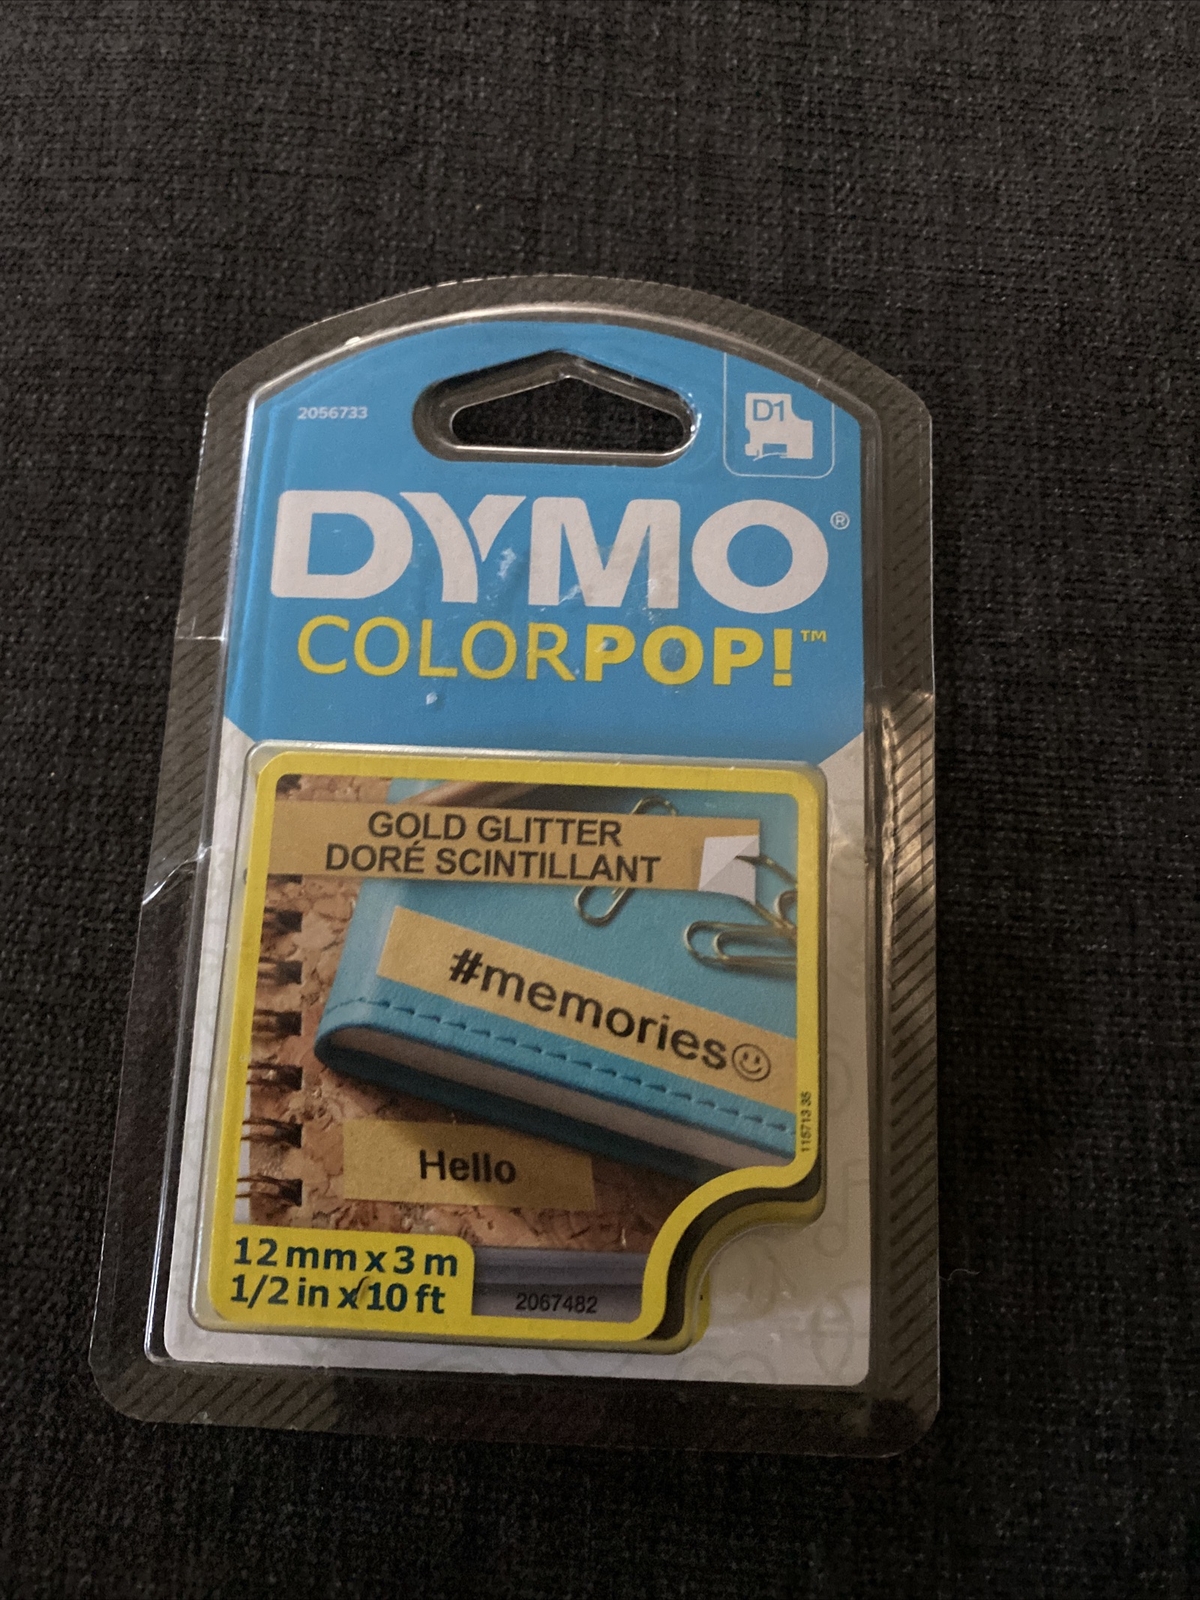 2056733
D1
DYMO®
COLORPOP!™
GOLD GLITTER
DORÉ SCINTILLANT
#memories☺
Hello
115713 35
12 mm x 3 m
1/2 in x 10 ft
2067482